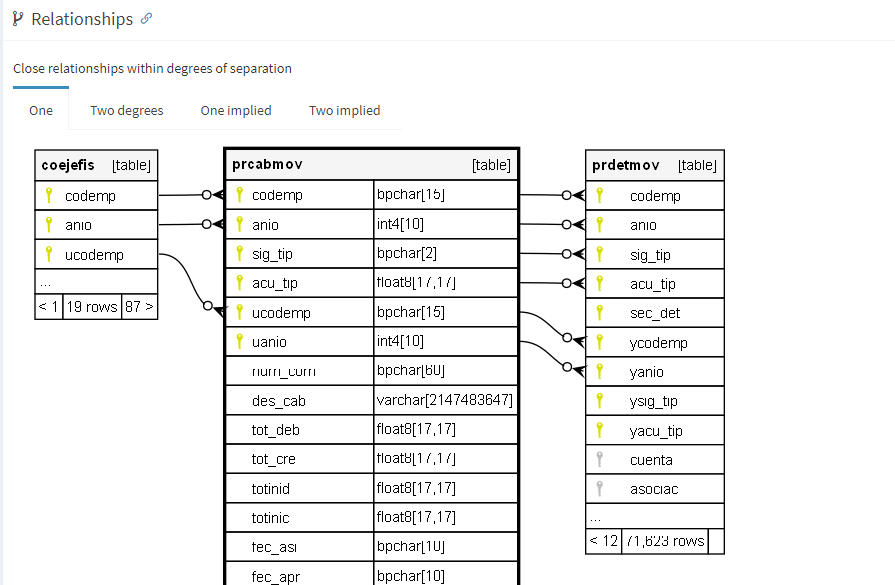 Relationships
Close relationships within degrees of separation
One Two degrees One implied Two implied
coejefis [table]
codemp
anio
ucodemp
...
< 1 19 rows 87 >
prcabmov [table]
codemp bpchar[15]
anio int4[10]
sig_tip bpchar[2]
acu_tip float8[17,17]
ucodemp bpchar[15]
uanio int4[10]
num_com bpchar[60]
des_cab varchar[2147483647]
tot_deb float8[17,17]
tot_cre float8[17,17]
totinid float8[17,17]
totinic float8[17,17]
fec_asi bpchar[10]
fec_apr bpchar[10]
prdetmov [table]
codemp
anio
sig_tip
acu_tip
sec_det
ycodemp
yanio
ysig_tip
yacu_tip
cuenta
asociac
...
< 12 71,623 rows